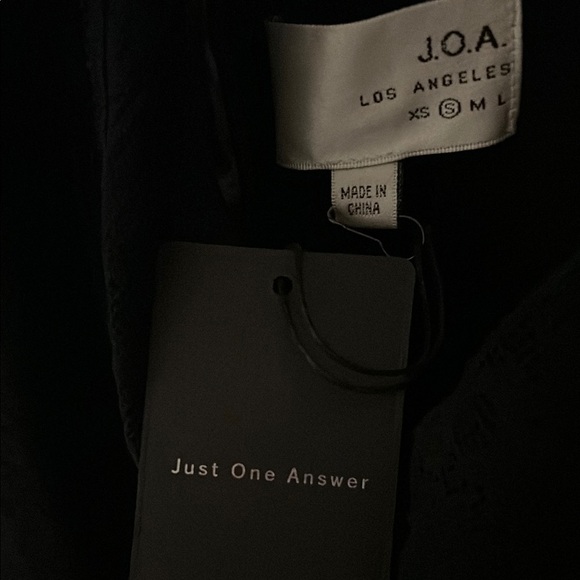 J.O.A.
LOS ANGELES
XS S M L
MADE IN
CHINA
Just One Answer